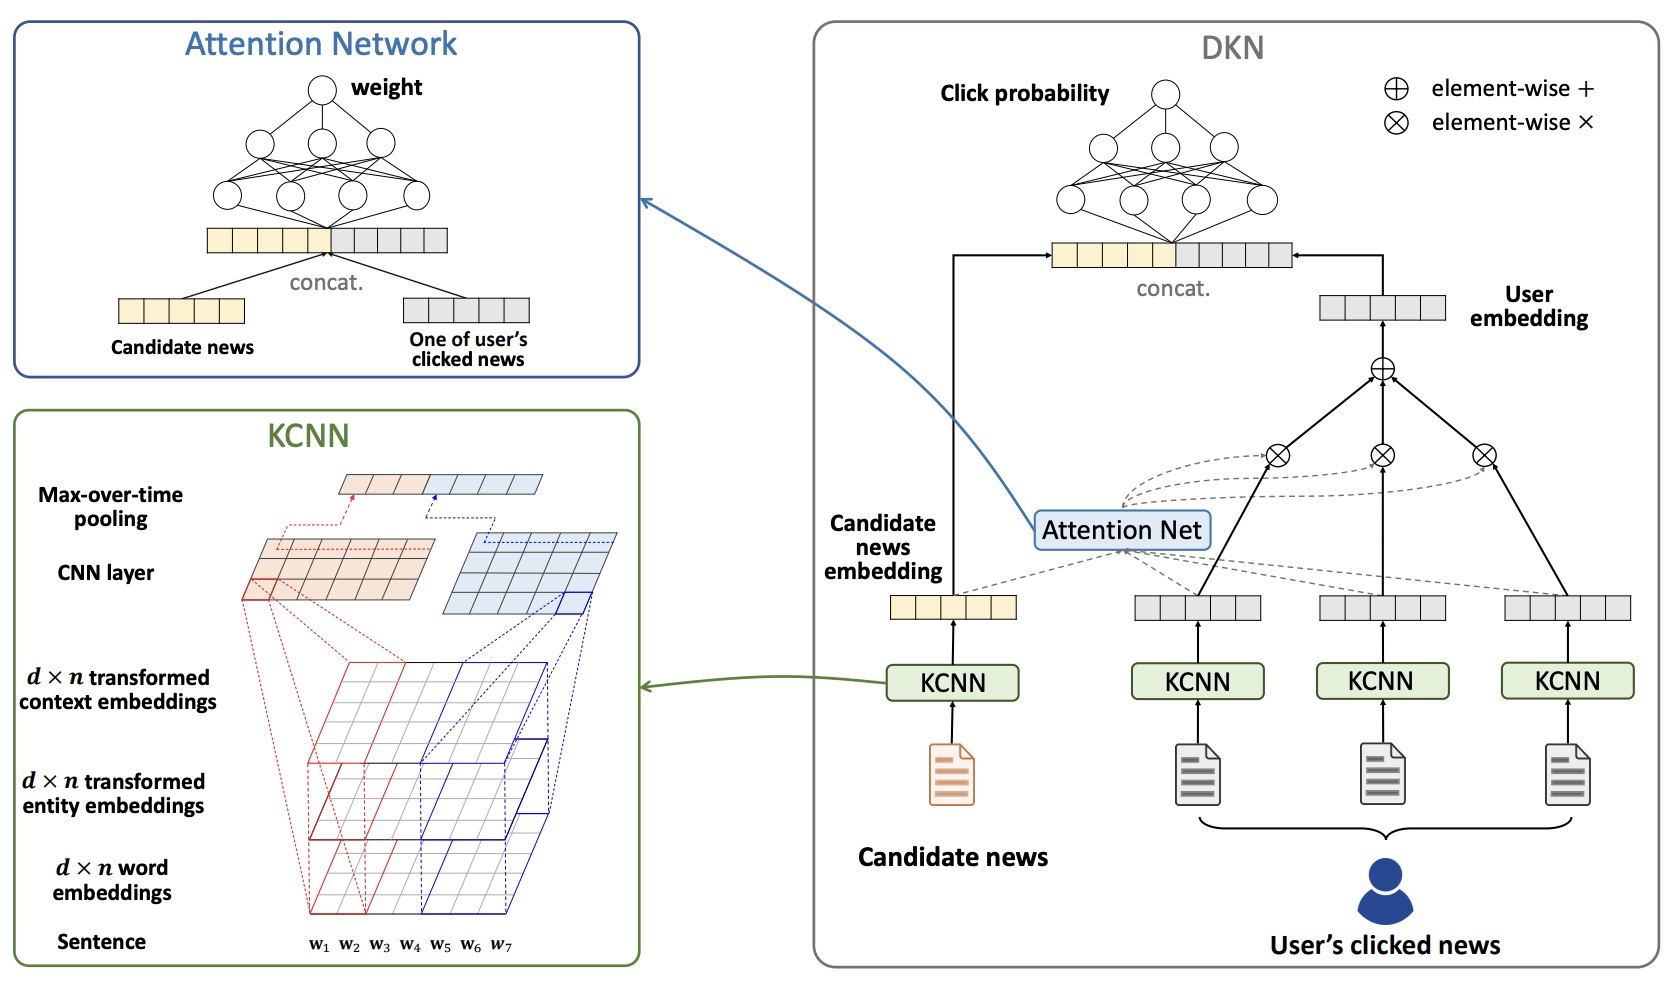 Attention Network
weight
concat.
Candidate news
One of user's
clicked news
KCNN
Max-over-time
pooling
CNN layer
d × n transformed
context embeddings
d × n transformed
entity embeddings
d × n word
embeddings
Sentence
w₁ w₂ w₃ w₄ w₅ w₆ w₇
DKN
Click probability
element-wise +
element-wise ×
concat.
User
embedding
Attention Net
Candidate
news
embedding
KCNN
KCNN
KCNN
KCNN
Candidate news
User's clicked news